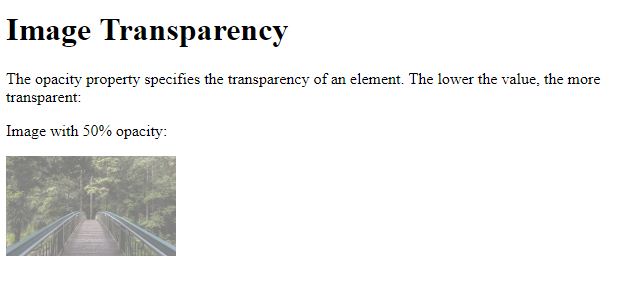 Image Transparency
The opacity property specifies the transparency of an element. The lower the value, the more
transparent:
Image with 50% opacity: